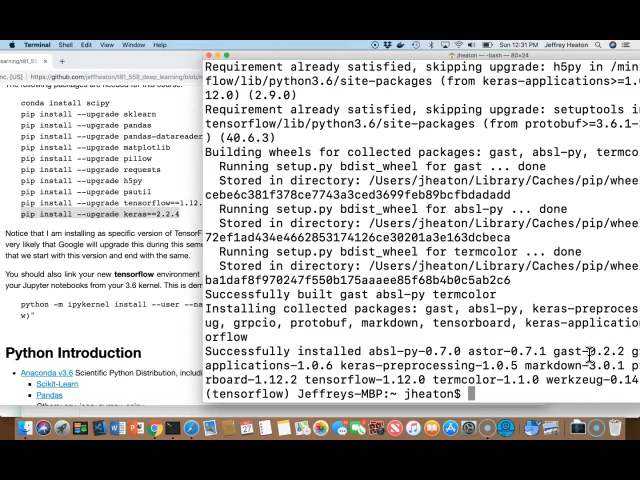 Terminal Shell Edit View Window Help Sun 12:31 PM Jeffrey Heaton
jheaton — -bash — 80×24
https://github.com/jeffheaton/t81_558_deep_learning/blob/
The following packages are needed for this course:
conda install scipy
pip install --upgrade sklearn
pip install --upgrade pandas
pip install --upgrade pandas-datareader
pip install --upgrade matplotlib
pip install --upgrade pillow
pip install --upgrade requests
pip install --upgrade h5py
pip install --upgrade psutil
pip install --upgrade tensorflow==1.12.
pip install --upgrade keras==2.2.4
Notice that I am installing as specific version of TensorF
very likely that Google will upgrade this during this sem
that we start with this version and end with the same.
You should also link your new tensorflow environment
your Jupyter notebooks from your 3.6 kernel. This is dem
python -m ipykernel install --user --na
w)"
Python Introduction
Anaconda v3.6 Scientific Python Distribution, includin
Scikit-Learn
Pandas
Requirement already satisfied, skipping upgrade: h5py in /mini
flow/lib/python3.6/site-packages (from keras-applications>=1.0
12.0) (2.9.0)
Requirement already satisfied, skipping upgrade: setuptools in
tensorflow/lib/python3.6/site-packages (from protobuf>=3.6.1-
) (40.6.3)
Building wheels for collected packages: gast, absl-py, termcol
Running setup.py bdist_wheel for gast ... done
Stored in directory: /Users/jheaton/Library/Caches/pip/whee
cebe6c381f378ce7743a3ced3699feb89bcfbdadadd
Running setup.py bdist_wheel for absl-py ... done
Stored in directory: /Users/jheaton/Library/Caches/pip/whee
72ef1ad434e4662853174126ce30201a3e163dcbeca
Running setup.py bdist_wheel for termcolor ... done
Stored in directory: /Users/jheaton/Library/Caches/pip/whee
ba1daf8f970247f550b175aaaee85f68b4b0c5ab2c6
Successfully built gast absl-py termcolor
Installing collected packages: gast, absl-py, keras-preprocess
ug, grpcio, protobuf, markdown, tensorboard, keras-application
orflow
Successfully installed absl-py-0.7.0 astor-0.7.1 gast-0.2.2 g
applications-1.0.6 keras-preprocessing-1.0.5 markdown-3.0.1 p
rboard-1.12.2 tensorflow-1.12.0 termcolor-1.1.0 werkzeug-0.14
(tensorflow) Jeffreys-MBP:~ jheaton$